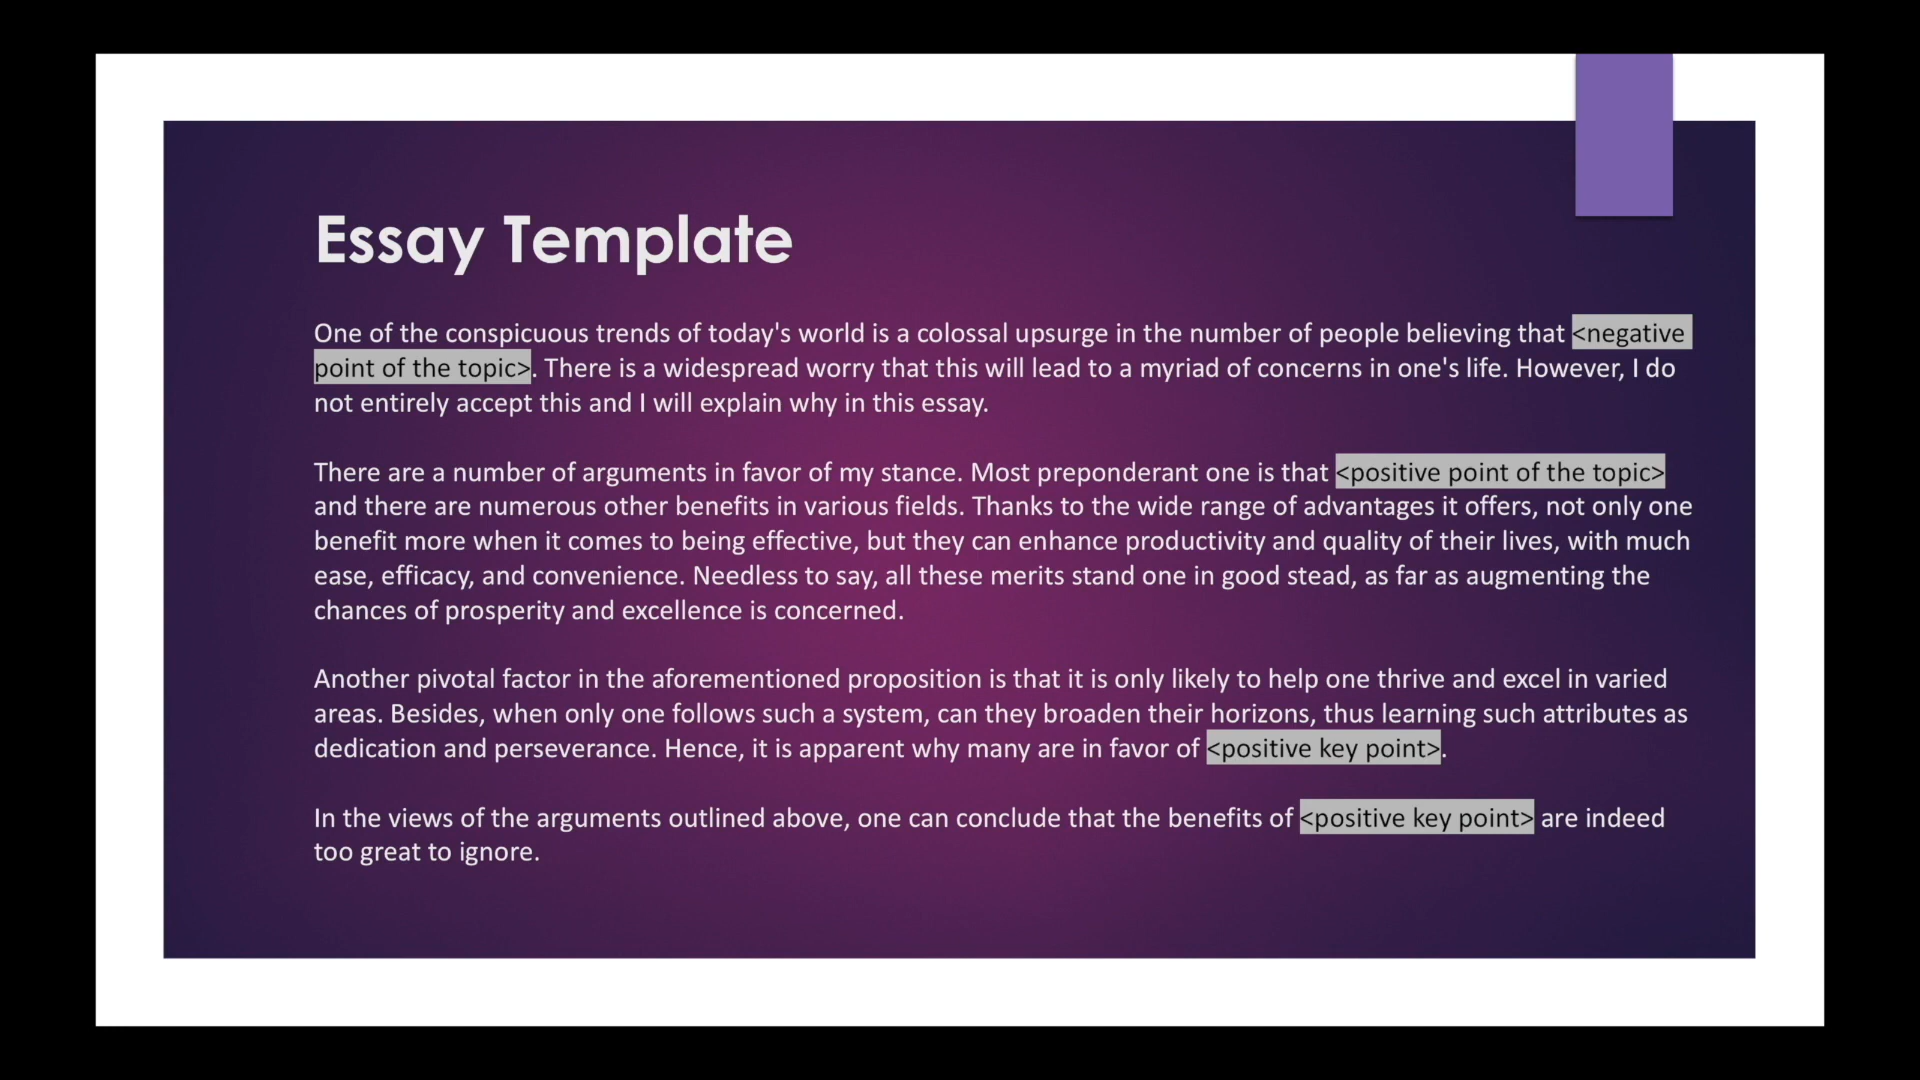 Essay Template
One of the conspicuous trends of today's world is a colossal upsurge in the number of people believing that <negative
point of the topic>. There is a widespread worry that this will lead to a myriad of concerns in one's life. However, I do
not entirely accept this and I will explain why in this essay.
There are a number of arguments in favor of my stance. Most preponderant one is that <positive point of the topic>
and there are numerous other benefits in various fields. Thanks to the wide range of advantages it offers, not only one
benefit more when it comes to being effective, but they can enhance productivity and quality of their lives, with much
ease, efficacy, and convenience. Needless to say, all these merits stand one in good stead, as far as augmenting the
chances of prosperity and excellence is concerned.
Another pivotal factor in the aforementioned proposition is that it is only likely to help one thrive and excel in varied
areas. Besides, when only one follows such a system, can they broaden their horizons, thus learning such attributes as
dedication and perseverance. Hence, it is apparent why many are in favor of <positive key point>.
In the views of the arguments outlined above, one can conclude that the benefits of <positive key point> are indeed
too great to ignore.